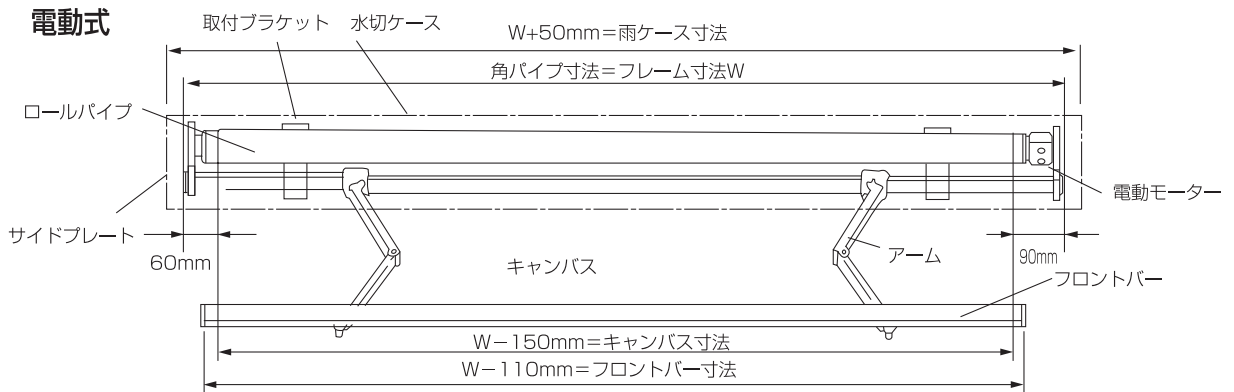 電動式
取付ブラケット
水切ケース
W+50mm=雨ケース寸法
角パイプ寸法=フレーム寸法W
ロールパイプ
電動モーター
サイドプレート
60mm
キャンバス
アーム
90mm
フロントバー
W－150mm=キャンバス寸法
W－110mm=フロントバー寸法